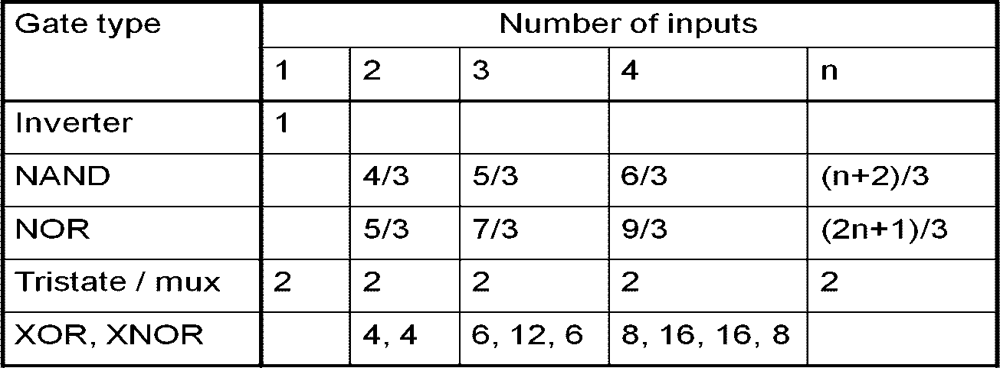 Gate type Number of inputs
1 2 3 4 n
Inverter 1
NAND 4/3 5/3 6/3 (n+2)/3
NOR 5/3 7/3 9/3 (2n+1)/3
Tristate / mux 2 2 2 2 2
XOR, XNOR 4, 4 6, 12, 6 8, 16, 16, 8